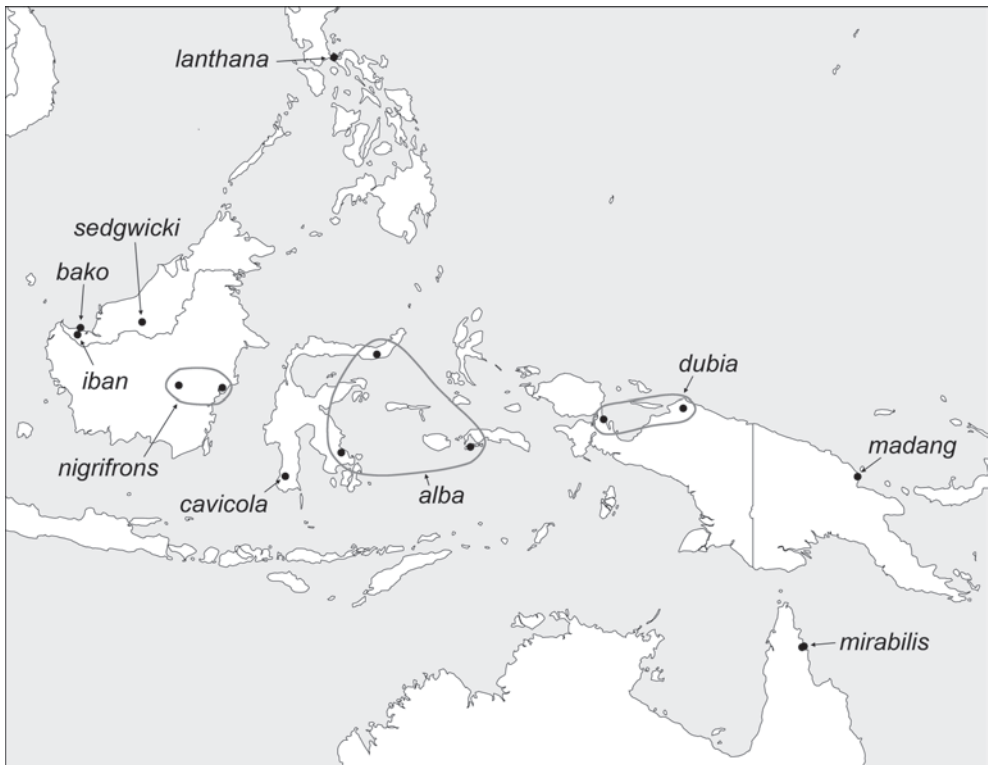 lanthana
sedgwicki
bako
iban
nigrifrons
cavicola
alba
dubia
madang
mirabilis